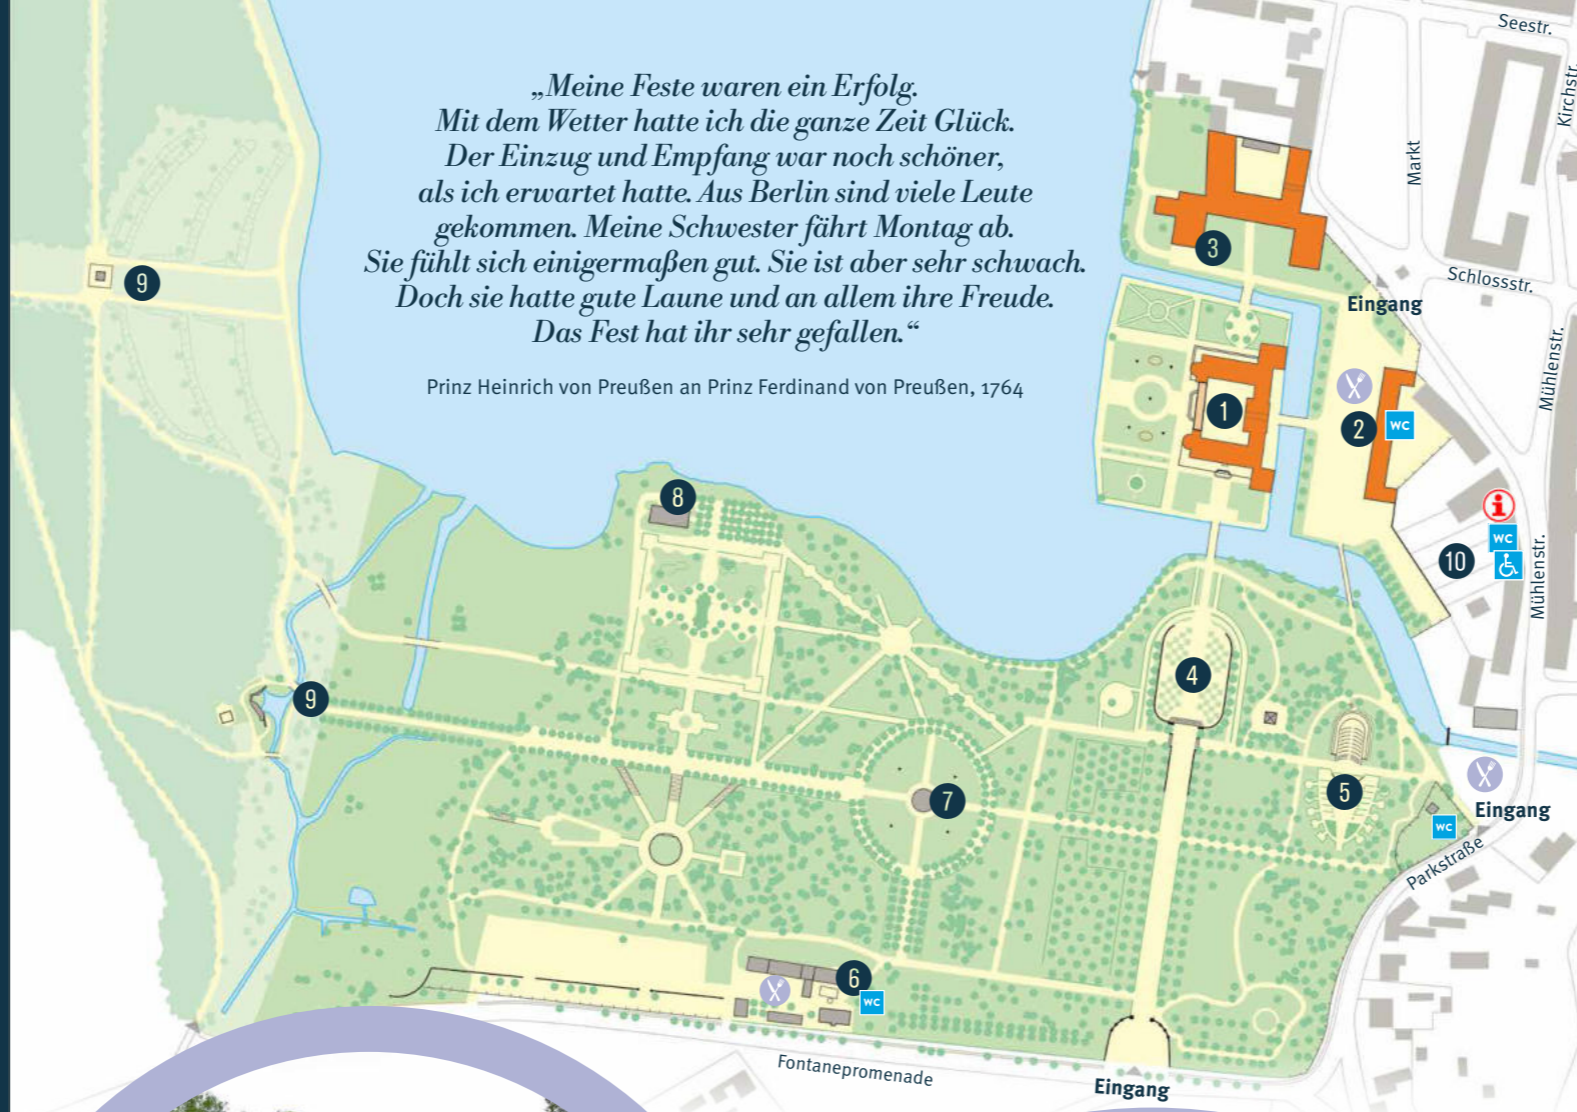 „Meine Feste waren ein Erfolg.
Mit dem Wetter hatte ich die ganze Zeit Glück.
Der Einzug und Empfang war noch schöner,
als ich erwartet hatte. Aus Berlin sind viele Leute
gekommen. Meine Schwester fährt Montag ab.
Sie fühlt sich einigermaßen gut. Sie ist aber sehr schwach.
Doch sie hatte gute Laune und an allem ihre Freude.
Das Fest hat ihr sehr gefallen.“
Prinz Heinrich von Preußen an Prinz Ferdinand von Preußen, 1764
Seestr.
Kirchstr.
Markt
3
Schlossstr.
9
Eingang
Mühlenstr.
1
2
WC
8
i
WC
10
Mühlenstr.
4
9
7
5
Eingang
WC
Parkstraße
6
WC
Fontanepromenade
Eingang